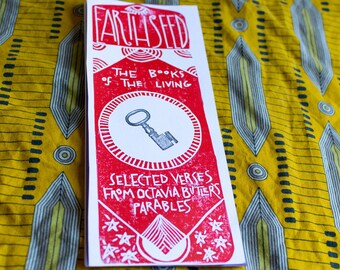 EARTHSEED
THE BOOKS
OF THE LIVING
SELECTED VERSES
FROM OCTAVIA BUTLER'S
PARABLES